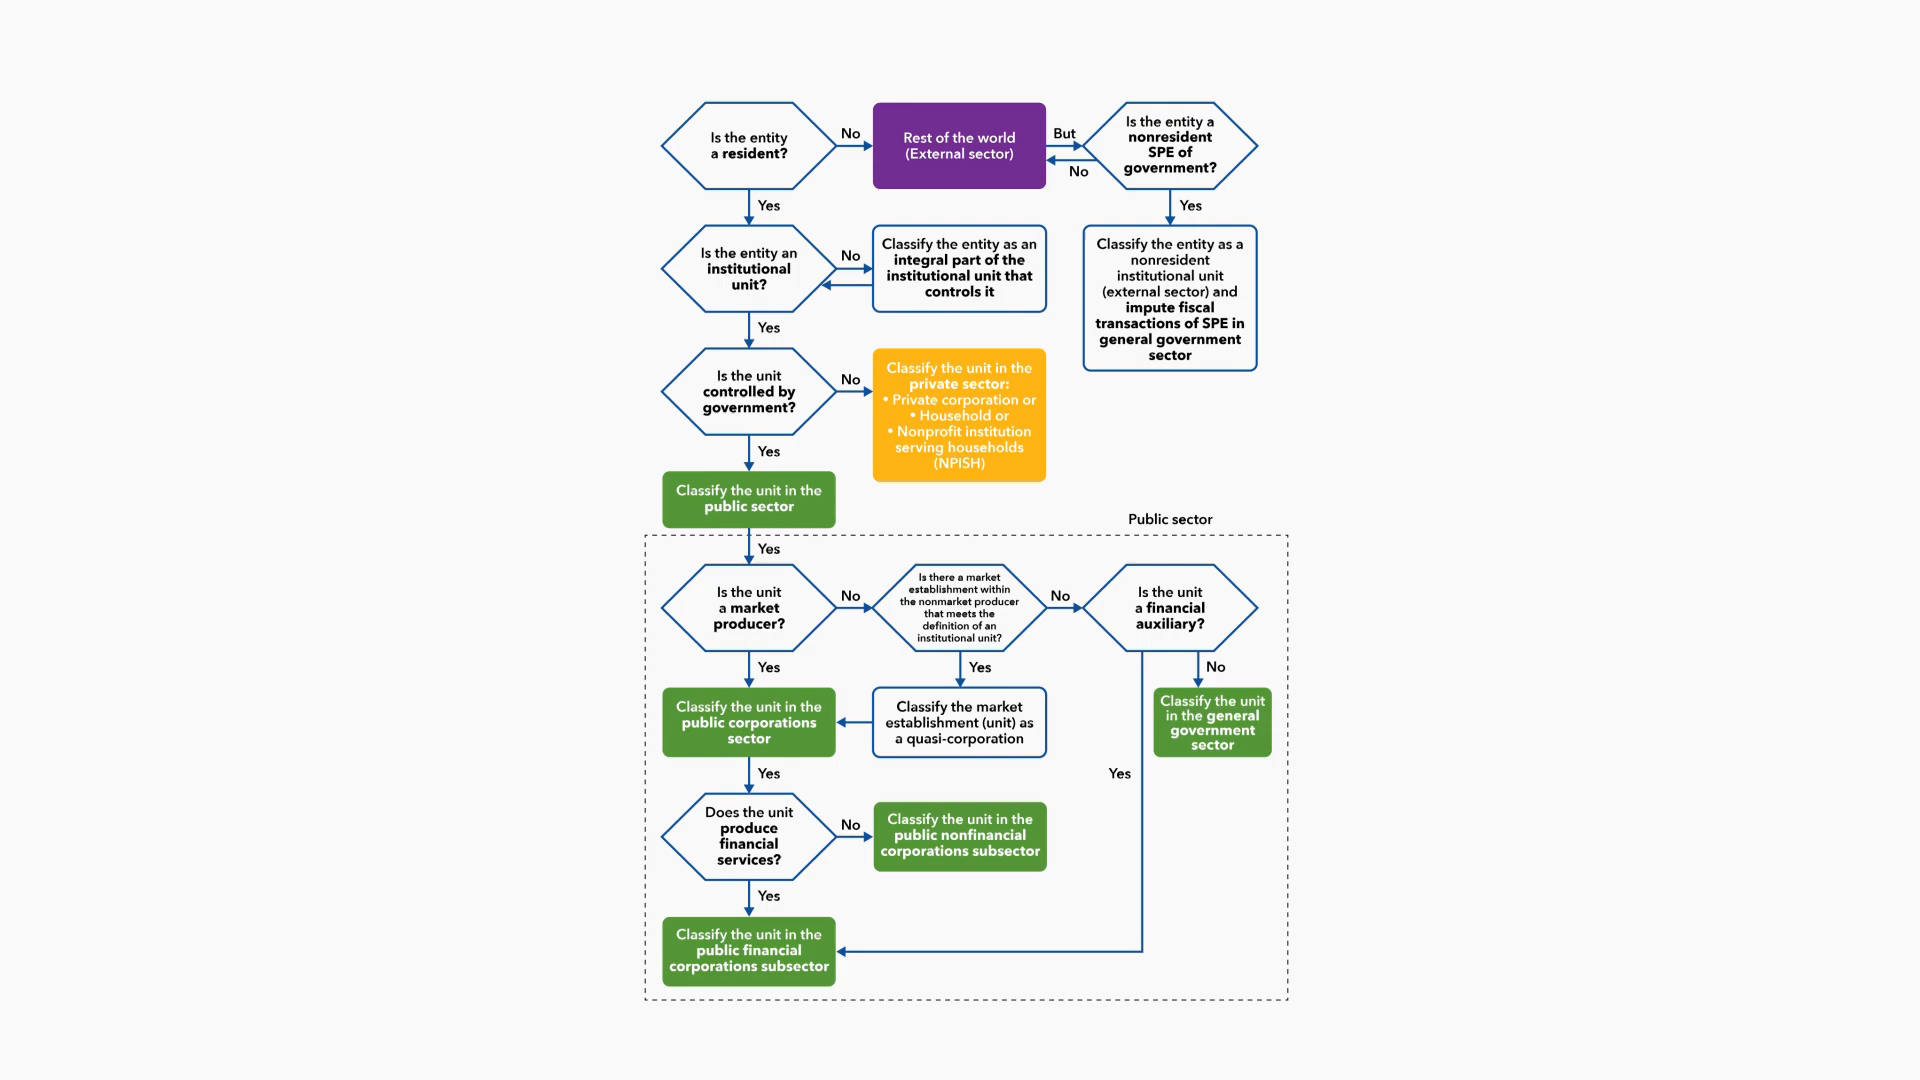 Is the entity
a resident?
No
Rest of the world
(External sector)
But
No
Is the entity a
nonresident
SPE of
government?
Yes
Yes
Is the entity an
institutional
unit?
No
Classify the entity as an
integral part of the
institutional unit that
controls it
Classify the entity as a
nonresident
institutional unit
(external sector) and
impute fiscal
transactions of SPE in
general government
sector
Yes
Is the unit
controlled by
government?
No
Classify the unit in the
private sector:
• Private corporation or
• Household or
• Nonprofit institution
serving households
(NPISH)
Yes
Classify the unit in the
public sector
Public sector
Yes
Is the unit
a market
producer?
No
Is there a market
establishment within
the nonmarket producer
that meets the
definition of an
institutional unit?
No
Is the unit
a financial
auxiliary?
Yes
Yes
No
Classify the unit in the
public corporations
sector
Classify the market
establishment (unit) as
a quasi-corporation
Classify the unit
in the general
government
sector
Yes
Yes
Does the unit
produce
financial
services?
No
Classify the unit in the
public nonfinancial
corporations subsector
Yes
Classify the unit in the
public financial
corporations subsector